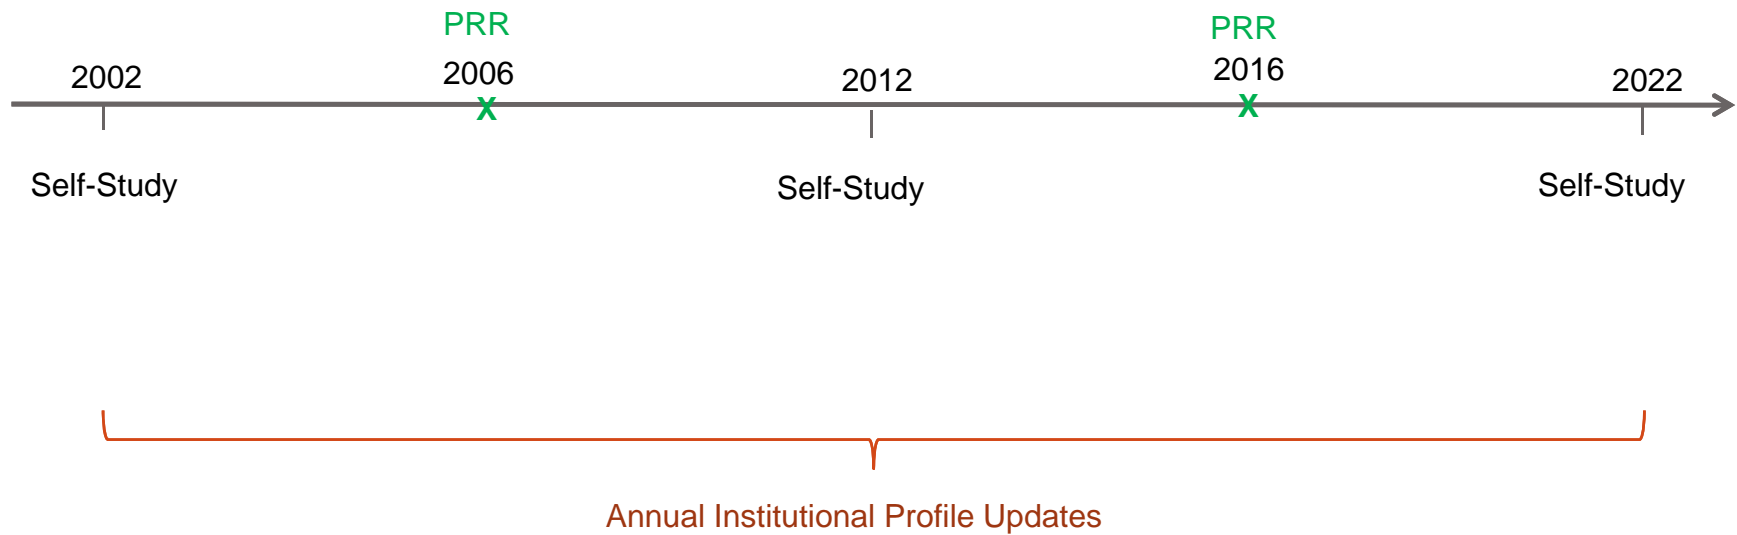 PRR
PRR
2002
2006
2012
2016
2022
X
X
Self-Study
Self-Study
Self-Study
Annual Institutional Profile Updates